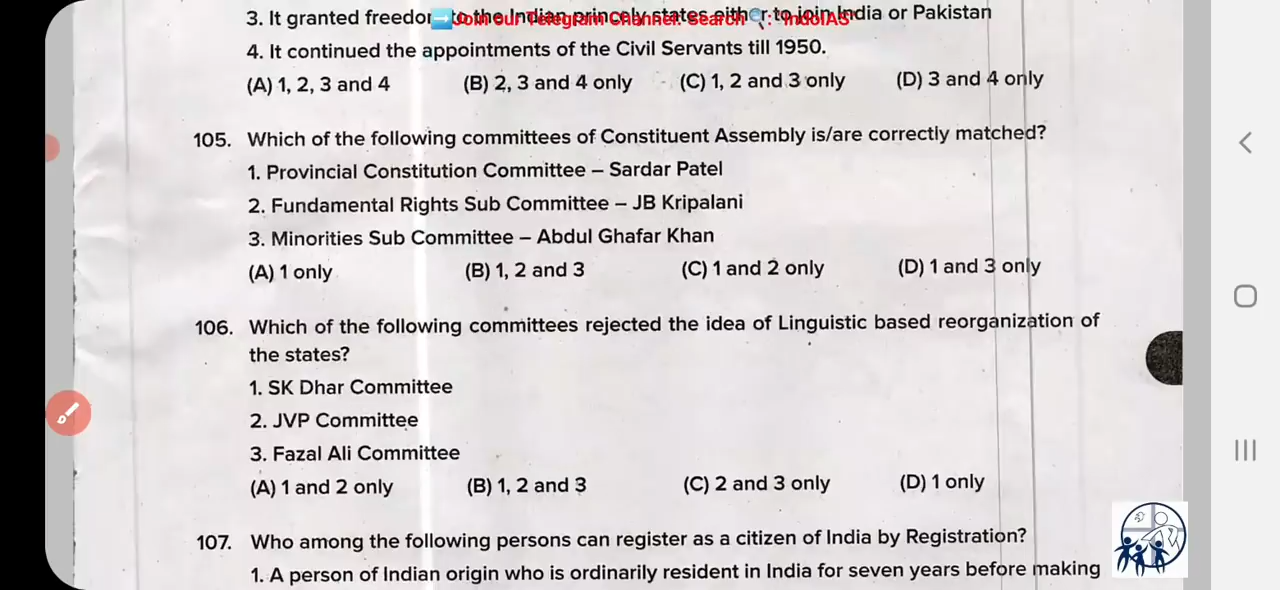 3. It granted freedom to the Indian princely states either to join India or Pakistan
Join our Telegram Channel: Search 🔍: "IndoIAS"
4. It continued the appointments of the Civil Servants till 1950.
(A) 1, 2, 3 and 4 (B) 2, 3 and 4 only (C) 1, 2 and 3 only (D) 3 and 4 only
105. Which of the following committees of Constituent Assembly is/are correctly matched?
1. Provincial Constitution Committee – Sardar Patel
2. Fundamental Rights Sub Committee – JB Kripalani
3. Minorities Sub Committee – Abdul Ghafar Khan
(A) 1 only (B) 1, 2 and 3 (C) 1 and 2 only (D) 1 and 3 only
106. Which of the following committees rejected the idea of Linguistic based reorganization of
the states?
1. SK Dhar Committee
2. JVP Committee
3. Fazal Ali Committee
(A) 1 and 2 only (B) 1, 2 and 3 (C) 2 and 3 only (D) 1 only
107. Who among the following persons can register as a citizen of India by Registration?
1. A person of Indian origin who is ordinarily resident in India for seven years before making